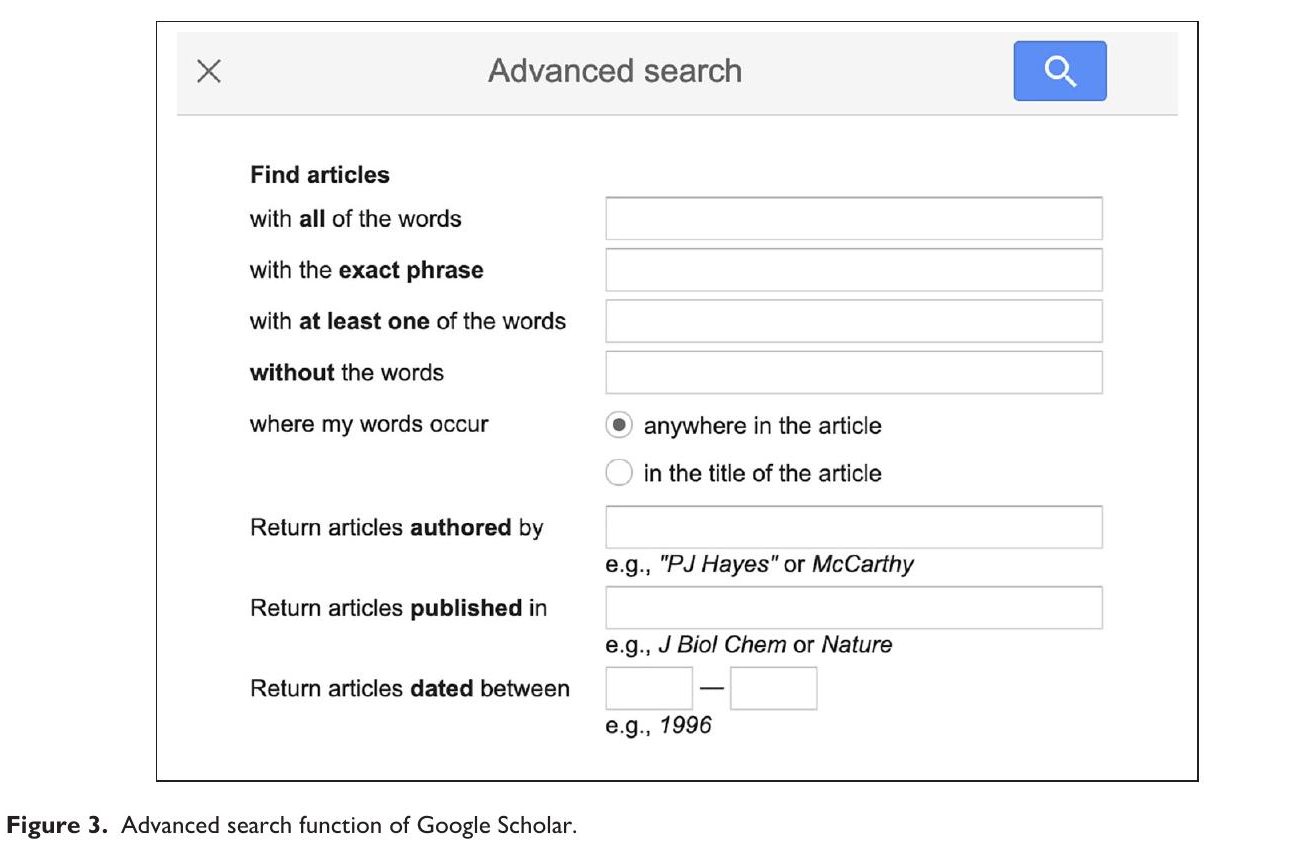 Advanced search
Find articles
with all of the words
with the exact phrase
with at least one of the words
without the words
where my words occur
anywhere in the article
in the title of the article
Return articles authored by
e.g., "PJ Hayes" or McCarthy
Return articles published in
e.g., J Biol Chem or Nature
Return articles dated between
—
e.g., 1996
Figure 3. Advanced search function of Google Scholar.